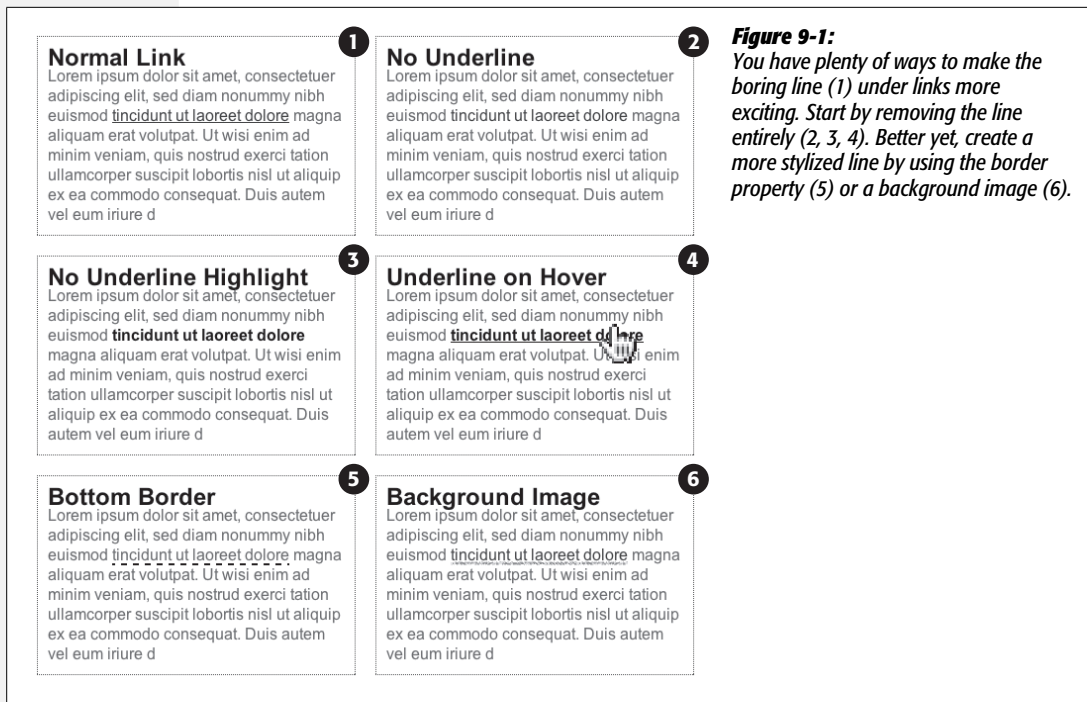 1
Normal Link
Lorem ipsum dolor sit amet, consectetuer
adipiscing elit, sed diam nonummy nibh
euismod tincidunt ut laoreet dolore magna
aliquam erat volutpat. Ut wisi enim ad
minim veniam, quis nostrud exerci tation
ullamcorper suscipit lobortis nisl ut aliquip
ex ea commodo consequat. Duis autem
vel eum iriure d
2
No Underline
Lorem ipsum dolor sit amet, consectetuer
adipiscing elit, sed diam nonummy nibh
euismod tincidunt ut laoreet dolore magna
aliquam erat volutpat. Ut wisi enim ad
minim veniam, quis nostrud exerci tation
ullamcorper suscipit lobortis nisl ut aliquip
ex ea commodo consequat. Duis autem
vel eum iriure d
3
No Underline Highlight
Lorem ipsum dolor sit amet, consectetuer
adipiscing elit, sed diam nonummy nibh
euismod tincidunt ut laoreet dolore
magna aliquam erat volutpat. Ut wisi enim
ad minim veniam, quis nostrud exerci
tation ullamcorper suscipit lobortis nisl ut
aliquip ex ea commodo consequat. Duis
autem vel eum iriure d
4
Underline on Hover
Lorem ipsum dolor sit amet, consectetuer
adipiscing elit, sed diam nonummy nibh
euismod tincidunt ut laoreet dolore
magna aliquam erat volutpat. Ut wisi enim
ad minim veniam, quis nostrud exerci
tation ullamcorper suscipit lobortis nisl ut
aliquip ex ea commodo consequat. Duis
autem vel eum iriure d
5
Bottom Border
Lorem ipsum dolor sit amet, consectetuer
adipiscing elit, sed diam nonummy nibh
euismod tincidunt ut laoreet dolore magna
aliquam erat volutpat. Ut wisi enim ad
minim veniam, quis nostrud exerci tation
ullamcorper suscipit lobortis nisl ut aliquip
ex ea commodo consequat. Duis autem
vel eum iriure d
6
Background Image
Lorem ipsum dolor sit amet, consectetuer
adipiscing elit, sed diam nonummy nibh
euismod tincidunt ut laoreet dolore magna
aliquam erat volutpat. Ut wisi enim ad
minim veniam, quis nostrud exerci tation
ullamcorper suscipit lobortis nisl ut aliquip
ex ea commodo consequat. Duis autem
vel eum iriure d
Figure 9-1:
You have plenty of ways to make the
boring line (1) under links more
exciting. Start by removing the line
entirely (2, 3, 4). Better yet, create a
more stylized line by using the border
property (5) or a background image (6).